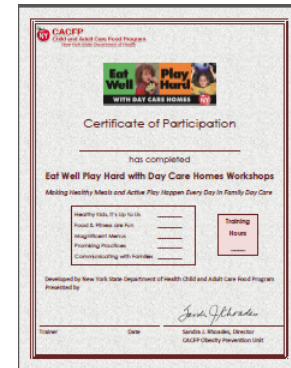 CACFP
Child and Adult Care Food Program
New York State Department of Health
Eat Well Play Hard
WITH DAY CARE HOMES
Certificate of Participation
has completed
Eat Well Play Hard with Day Care Homes Workshops
Making Healthy Meals and Active Play Happen Every Day in Family Day Care
Healthy Kids, It's Up to Us
Food & Fitness are Fun
Magnificent Menus
Promising Practices
Communicating with Families
Training
Hours
Developed by New York State Department of Health Child and Adult Care Food Program
Presented by
Sandra J. Rhoades
Trainer Date Sandra J. Rhoades, Director
CACFP Obesity Prevention Unit